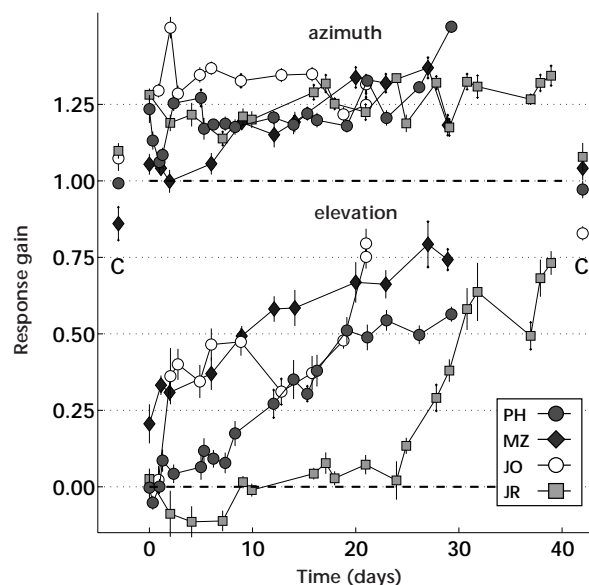 azimuth
1.25
1.00
elevation
C
C
0.75
0.50
0.25
0.00
Response gain
PH
MZ
JO
JR
0
10
20
30
40
Time (days)